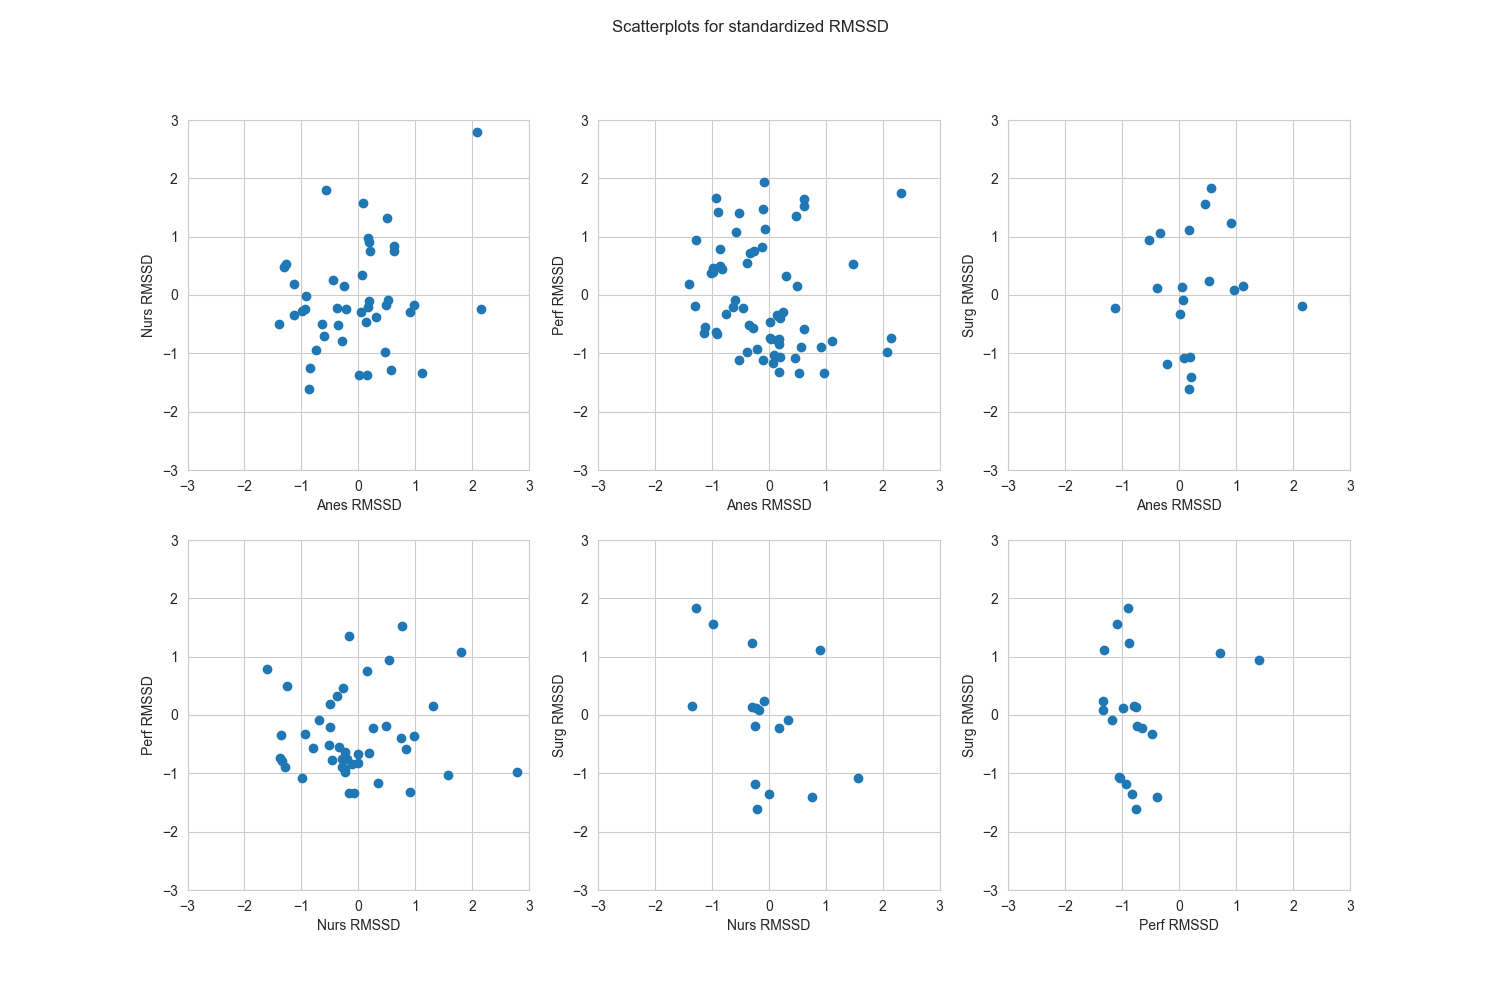 Scatterplots for standardized RMSSD
3 3 3
2 2 2
1 1 1
Nurs RMSSD 0 Perf RMSSD 0 Surg RMSSD 0
−1 −1 −1
−2 −2 −2
−3 −3 −3
−3 −2 −1 0 1 2 3 −3 −2 −1 0 1 2 3 −3 −2 −1 0 1 2 3
Anes RMSSD Anes RMSSD Anes RMSSD
3 3 3
2 2 2
1 1 1
Perf RMSSD 0 Surg RMSSD 0 Surg RMSSD 0
−1 −1 −1
−2 −2 −2
−3 −3 −3
−3 −2 −1 0 1 2 3 −3 −2 −1 0 1 2 3 −3 −2 −1 0 1 2 3
Nurs RMSSD Nurs RMSSD Perf RMSSD